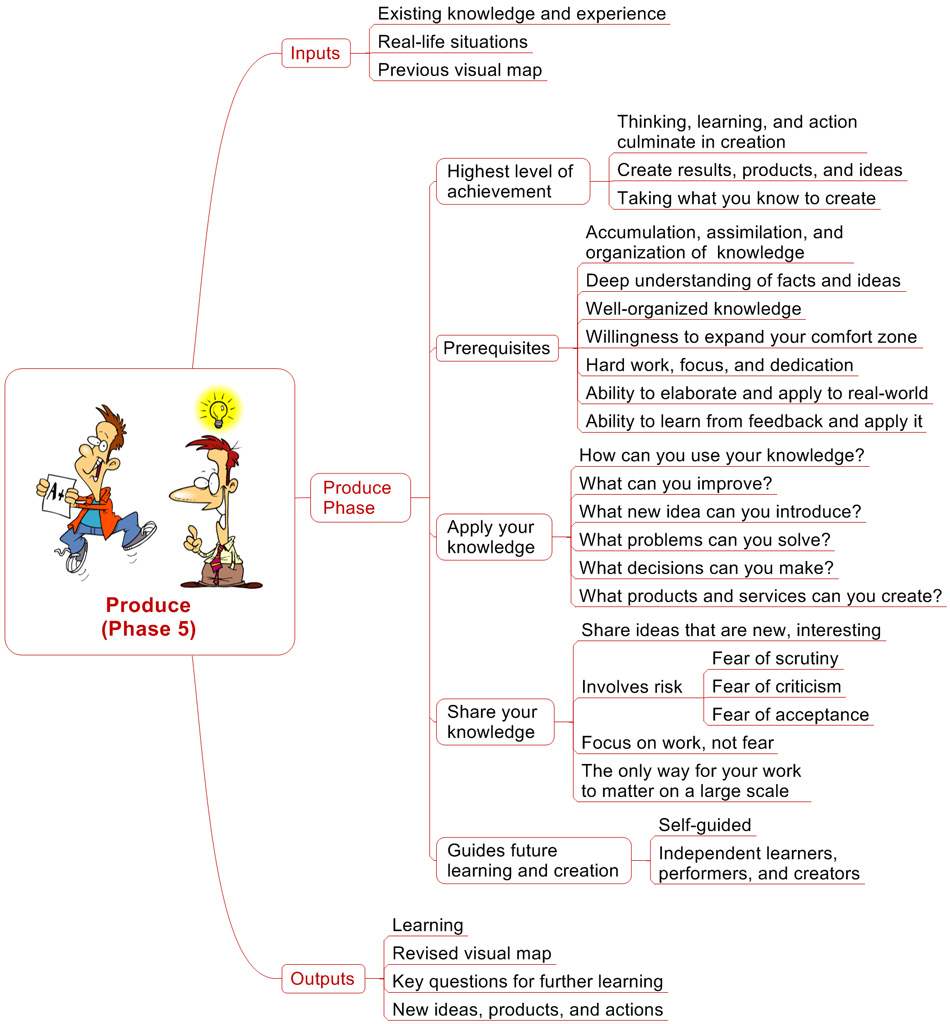 Existing knowledge and experience
Inputs
Real-life situations
Previous visual map
Thinking, learning, and action
culminate in creation
Highest level of
achievement
Create results, products, and ideas
Taking what you know to create
Accumulation, assimilation, and
organization of  knowledge
Deep understanding of facts and ideas
Well-organized knowledge
Prerequisites
Willingness to expand your comfort zone
Hard work, focus, and dedication
Ability to elaborate and apply to real-world
Ability to learn from feedback and apply it
A+
Produce
(Phase 5)
Produce
Phase
How can you use your knowledge?
What can you improve?
What new idea can you introduce?
Apply your
knowledge
What problems can you solve?
What decisions can you make?
What products and services can you create?
Share ideas that are new, interesting
Share your
knowledge
Involves risk
Fear of scrutiny
Fear of criticism
Fear of acceptance
Focus on work, not fear
The only way for your work
to matter on a large scale
Guides future
learning and creation
Self-guided
Independent learners,
performers, and creators
Outputs
Learning
Revised visual map
Key questions for further learning
New ideas, products, and actions